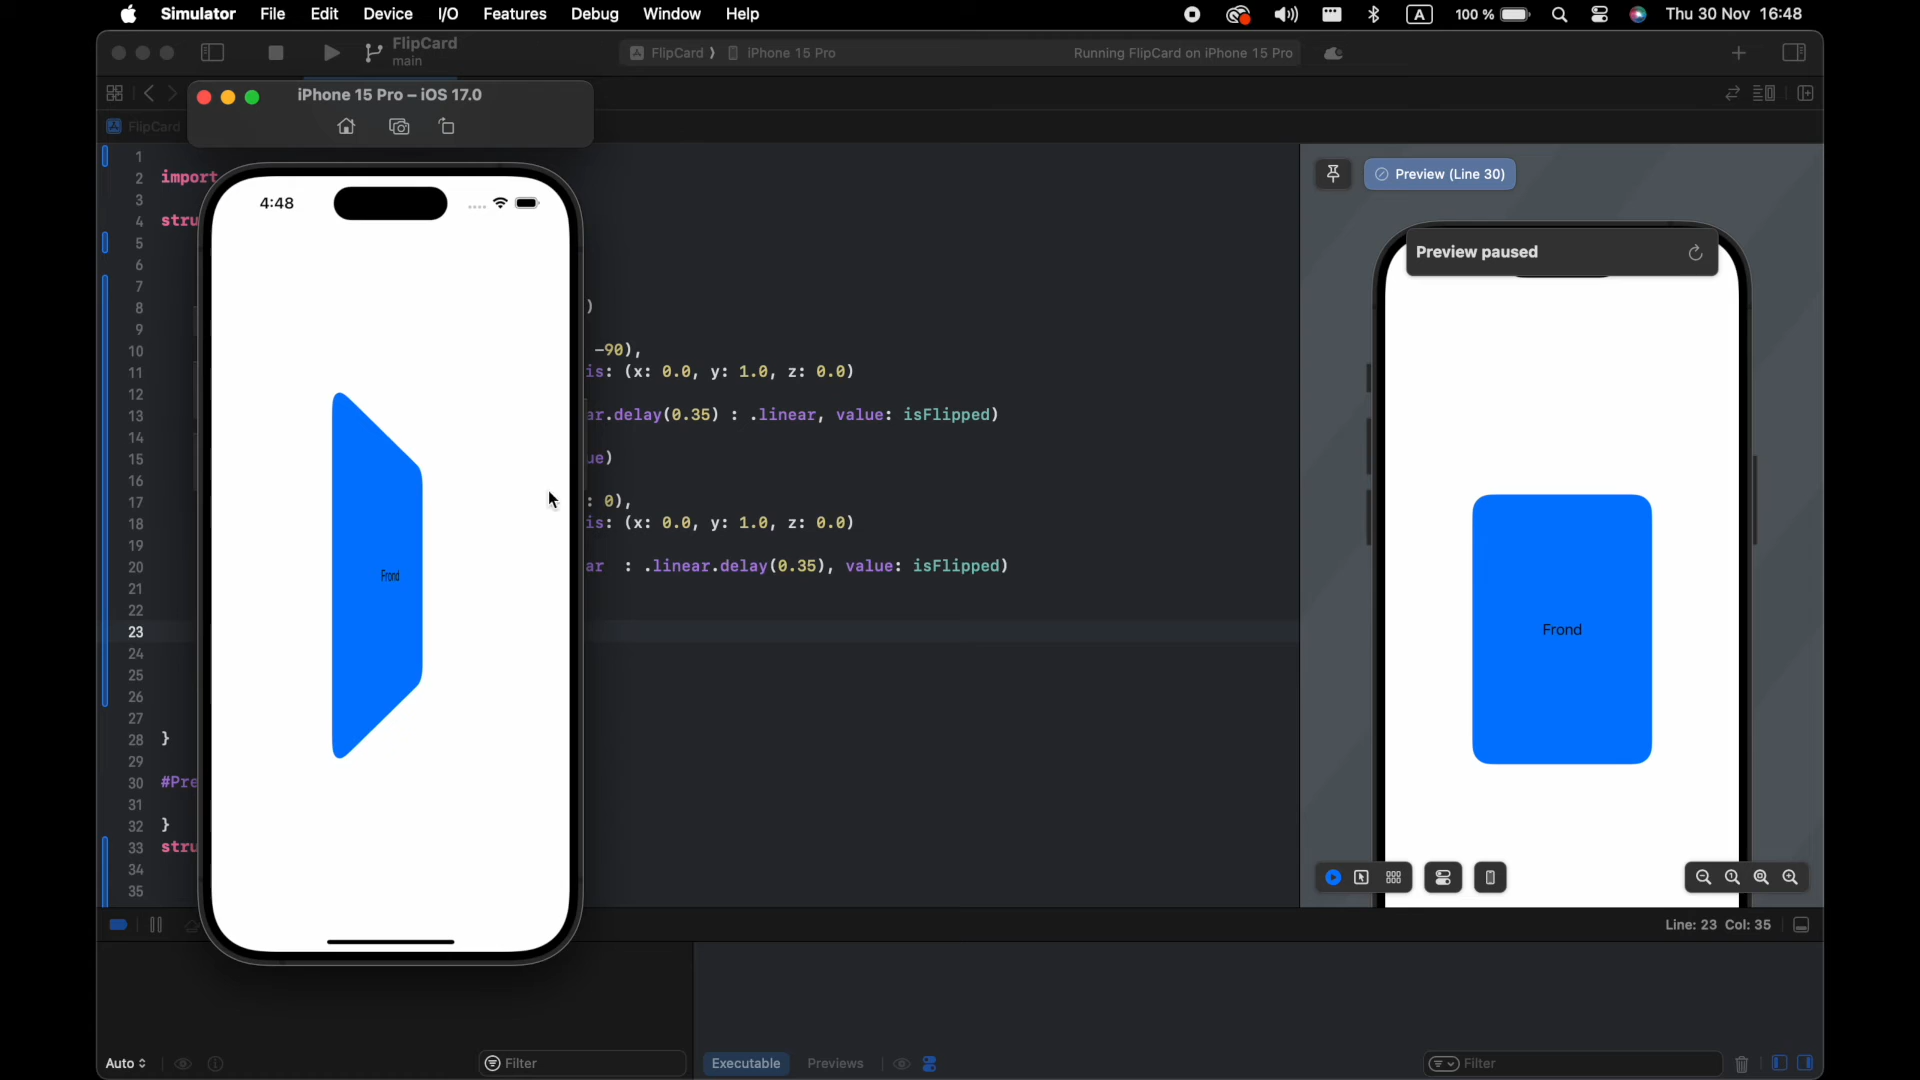 Simulator File Edit Device I/O Features Debug Window Help
A 100 % Thu 30 Nov 16:48
FlipCard
main
FlipCard ⟩ iPhone 15 Pro Running FlipCard on iPhone 15 Pro
iPhone 15 Pro – iOS 17.0
FlipCard
1
2 import
3
4 stru
5
6
7
8 )
9
10 -90),
11 is: (x: 0.0, y: 1.0, z: 0.0)
12
13 ar.delay(0.35) : .linear, value: isFlipped)
14
15 ue)
16
17 : 0),
18 is: (x: 0.0, y: 1.0, z: 0.0)
19
20 ar : .linear.delay(0.35), value: isFlipped)
21
22
23
24
25
26
27
28 }
29
30 #Pre
31
32 }
33 stru
34
35
4:48
Frond
Preview (Line 30)
Preview paused
Frond
Line: 23 Col: 35
Auto Filter Executable Previews Filter